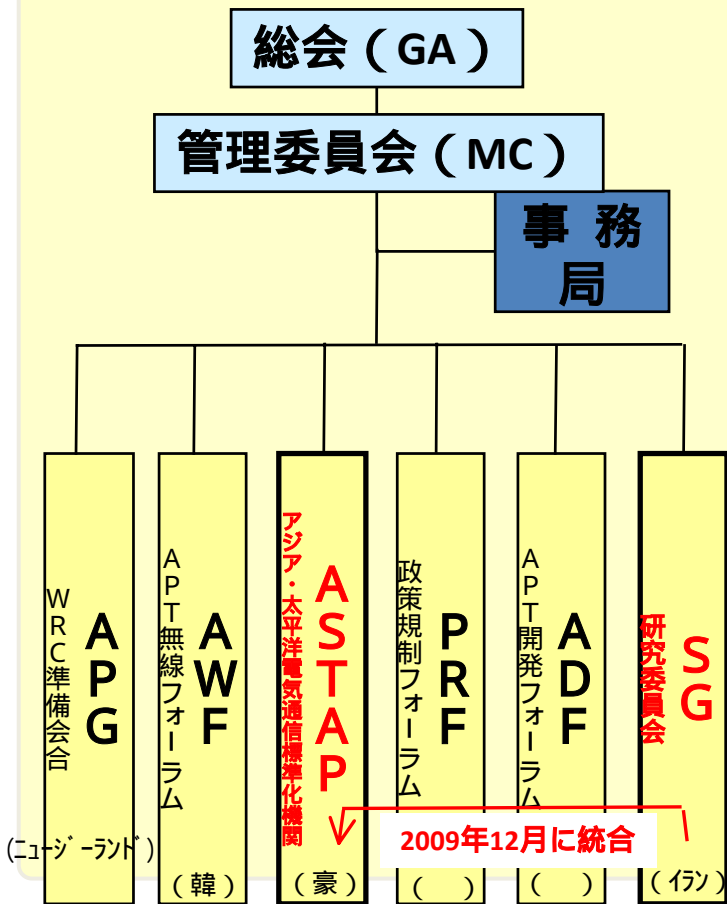 総会（GA）
管理委員会（MC）
事 務
局
WRC準備会合
APG
(ﾆｭｰｼﾞｰﾗﾝﾄﾞ)
APT無線フォーラム
AWF
（韓）
アジア・太平洋電気通信標準化機関
ASTAP
（豪）
政策規制フォーラム
PRF
（　）
APT開発フォーラム
ADF
（　）
研究委員会
SG
（ｲﾗﾝ）
2009年12月に統合